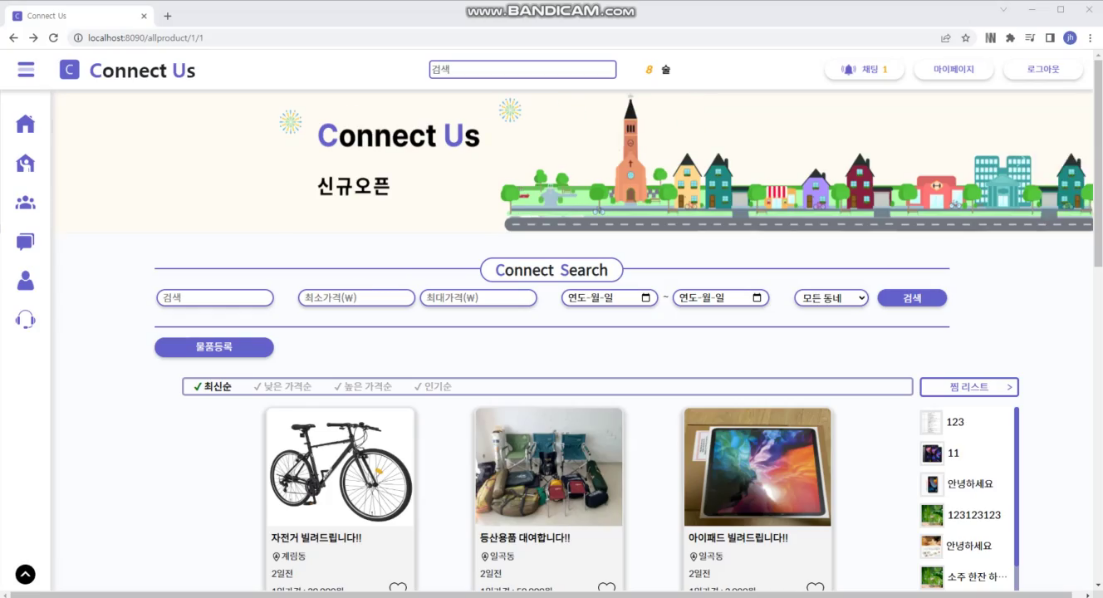 Connect Us
www.BANDICAM.com
localhost:8090/allproduct/1/1
C Connect Us
검색
8 술
채팅 1
마이페이지
로그아웃
Connect Us
신규오픈
Connect Search
검색
최소가격(₩)
최대가격(₩)
연도-월-일
~
연도-월-일
모든 동네
검색
물품등록
✓최신순
✓낮은 가격순
✓높은 가격순
✓인기순
찜 리스트 >
자전거 빌려드립니다!!
계림동
2일전
등산용품 대여합니다!!
일곡동
2일전
아이패드 빌려드립니다!!
일곡동
2일전
123
11
안녕하세요
123123123
안녕하세요
소주 한잔 하…